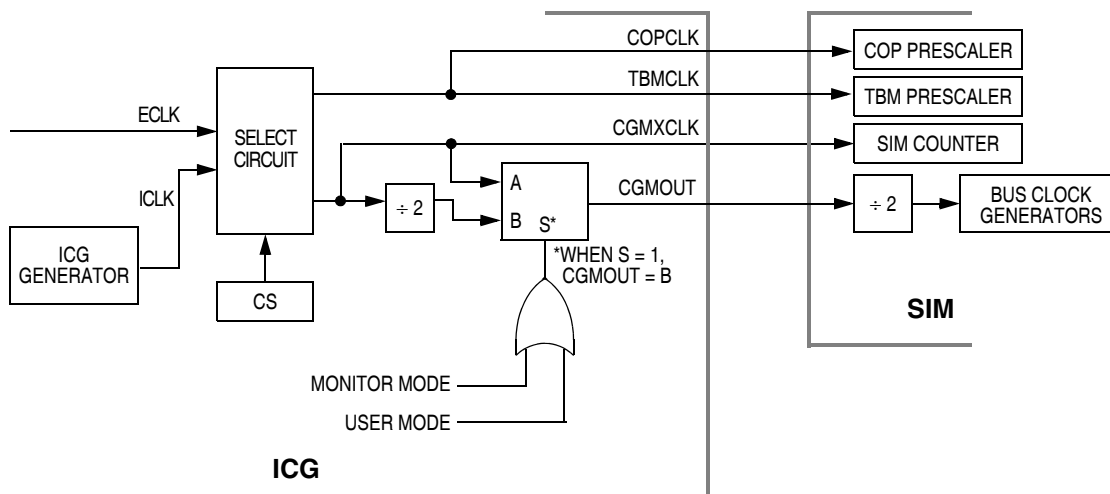 COPCLK
COP PRESCALER
TBMCLK
TBM PRESCALER
ECLK
SELECT
CIRCUIT
CGMXCLK
SIM COUNTER
ICLK
÷ 2
A
B S*
CGMOUT
÷ 2
BUS CLOCK
GENERATORS
ICG
GENERATOR
*WHEN S = 1,
CGMOUT = B
CS
SIM
MONITOR MODE
USER MODE
ICG